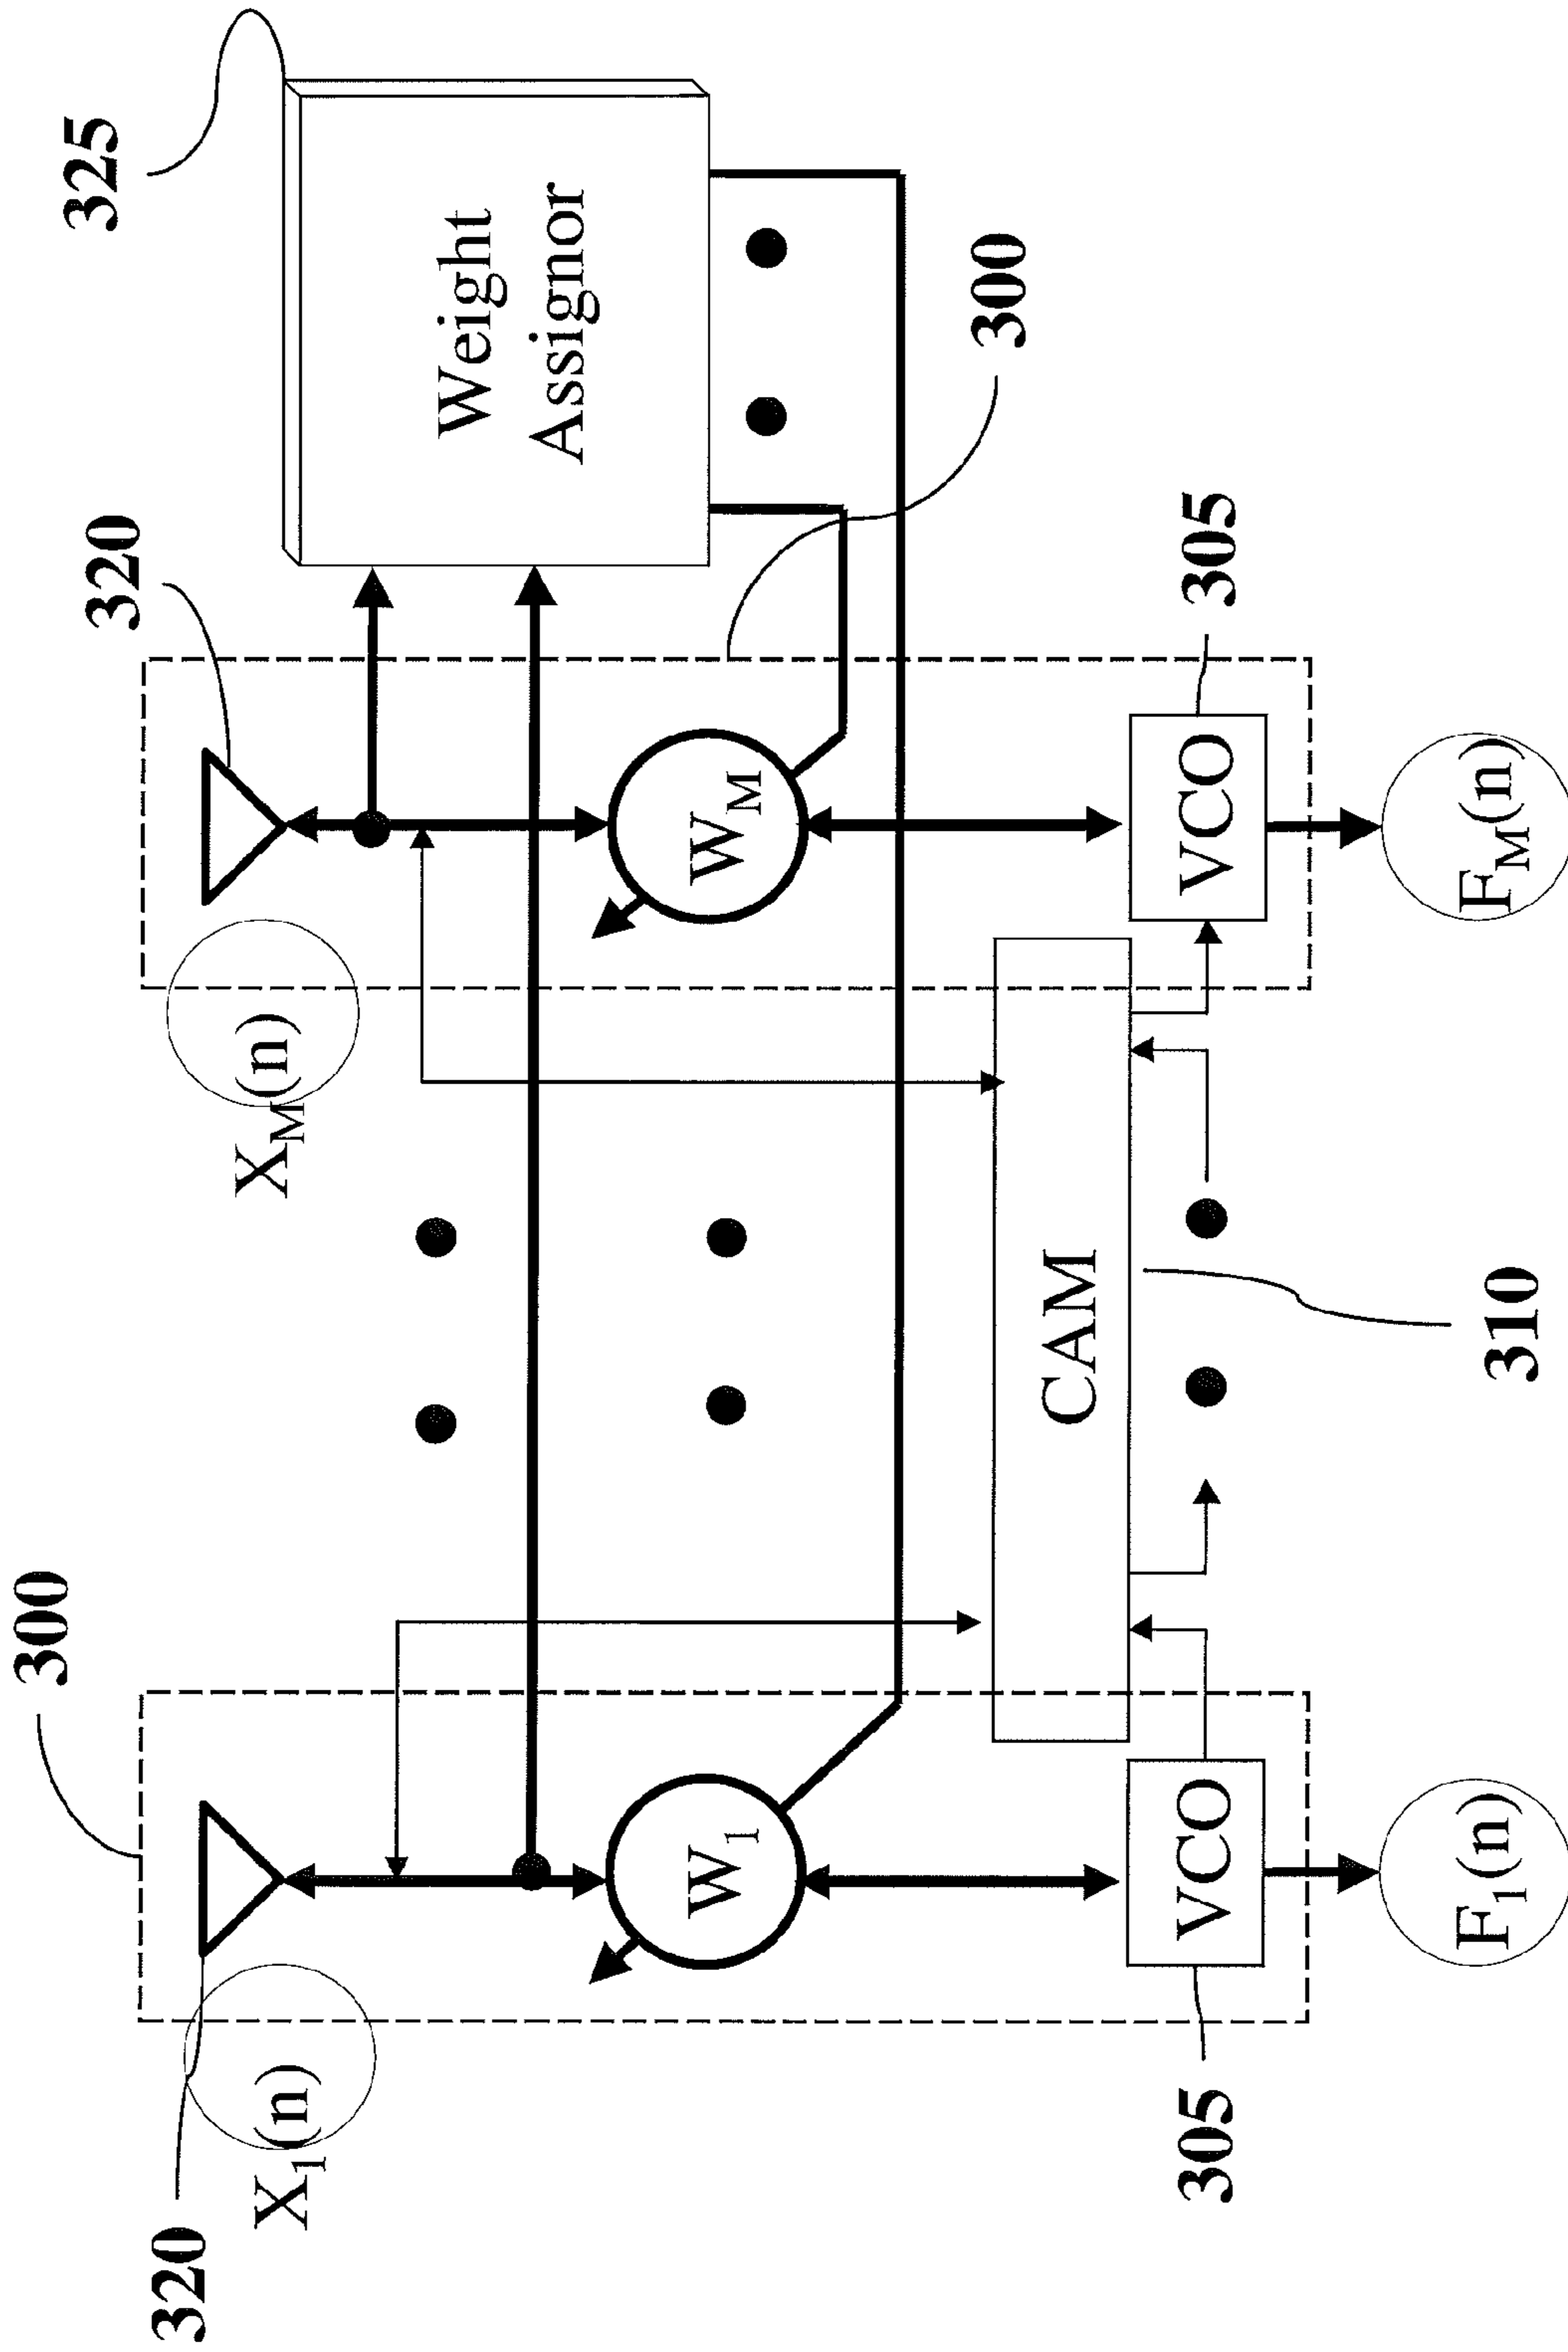 325
Weight
Assignor
320
300
X_M(n)
W_M
305
VCO
F_M(n)
CAM
310
300
320
X_1(n)
W_1
305
VCO
F_1(n)